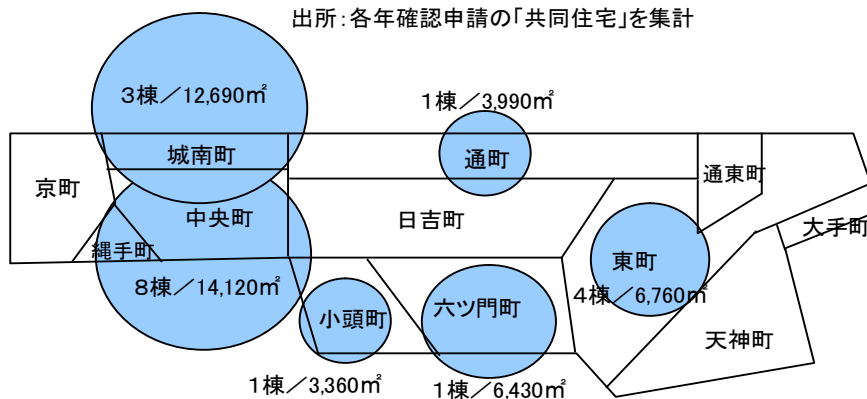 出所：各年確認申請の「共同住宅」を集計
３棟／12,690㎡
１棟／3,990㎡
城南町
通町
通東町
京町
中央町
日吉町
大手町
縄手町
東町
８棟／14,120㎡
４棟／6,760㎡
小頭町
六ツ門町
天神町
１棟／3,360㎡
１棟／6,430㎡